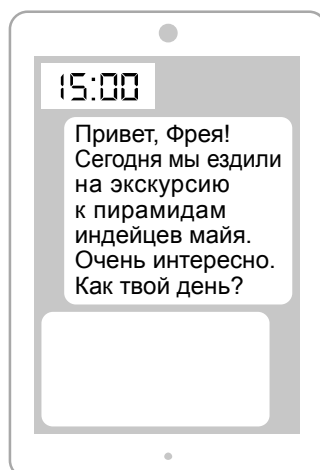 15:00
Привет, Фрея!
Сегодня мы ездили
на экскурсию
к пирамидам
индейцев майя.
Очень интересно.
Как твой день?